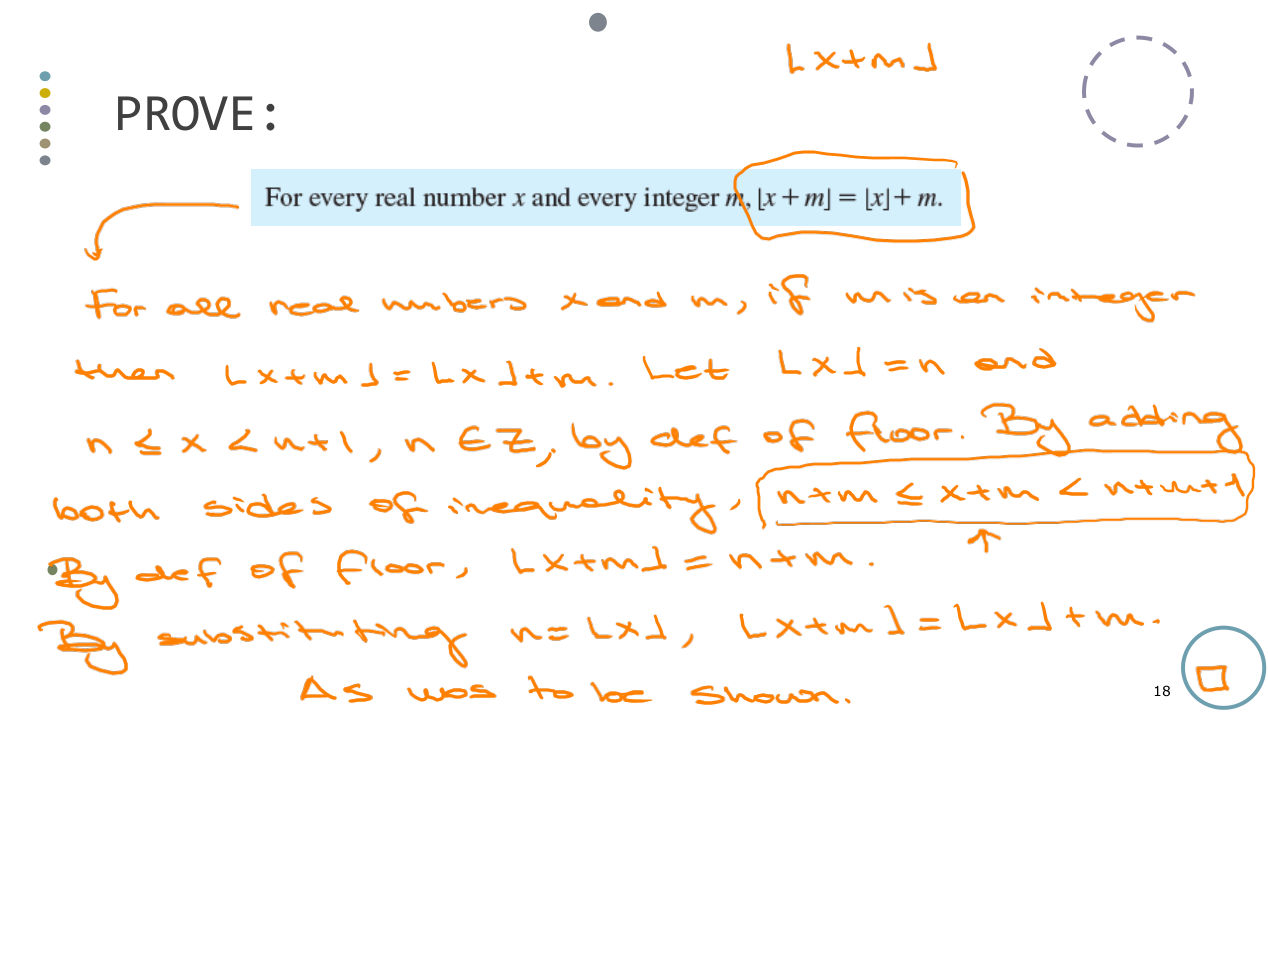 ⌊x+m⌋
PROVE:
For every real number x and every integer m, ⌊x + m⌋ = ⌊x⌋ + m.
For all real numbers x and m, if m is an integer
then ⌊x+m⌋ = ⌊x⌋+m. Let ⌊x⌋ = n and
n ≤ x < n+1, n ∈ Z, by def of floor. By adding
both sides of inequality, n+m ≤ x+m < n+m+1
By def of floor, ⌊x+m⌋ = n+m.
By substituting n = ⌊x⌋, ⌊x+m⌋ = ⌊x⌋+m.
As was to be shown.
18